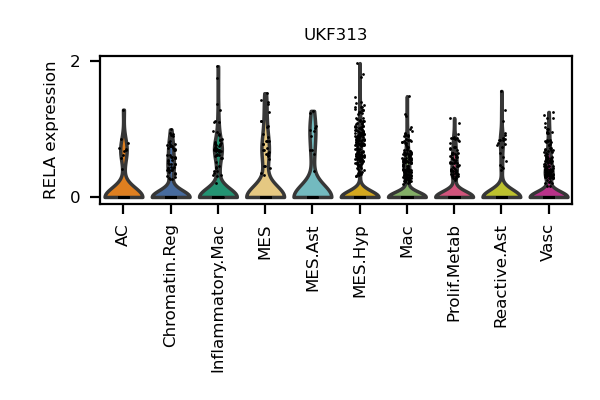 UKF313
RELA expression
2
0
AC
Chromatin.Reg
Inflammatory.Mac
MES
MES.Ast
MES.Hyp
Mac
Prolif.Metab
Reactive.Ast
Vasc